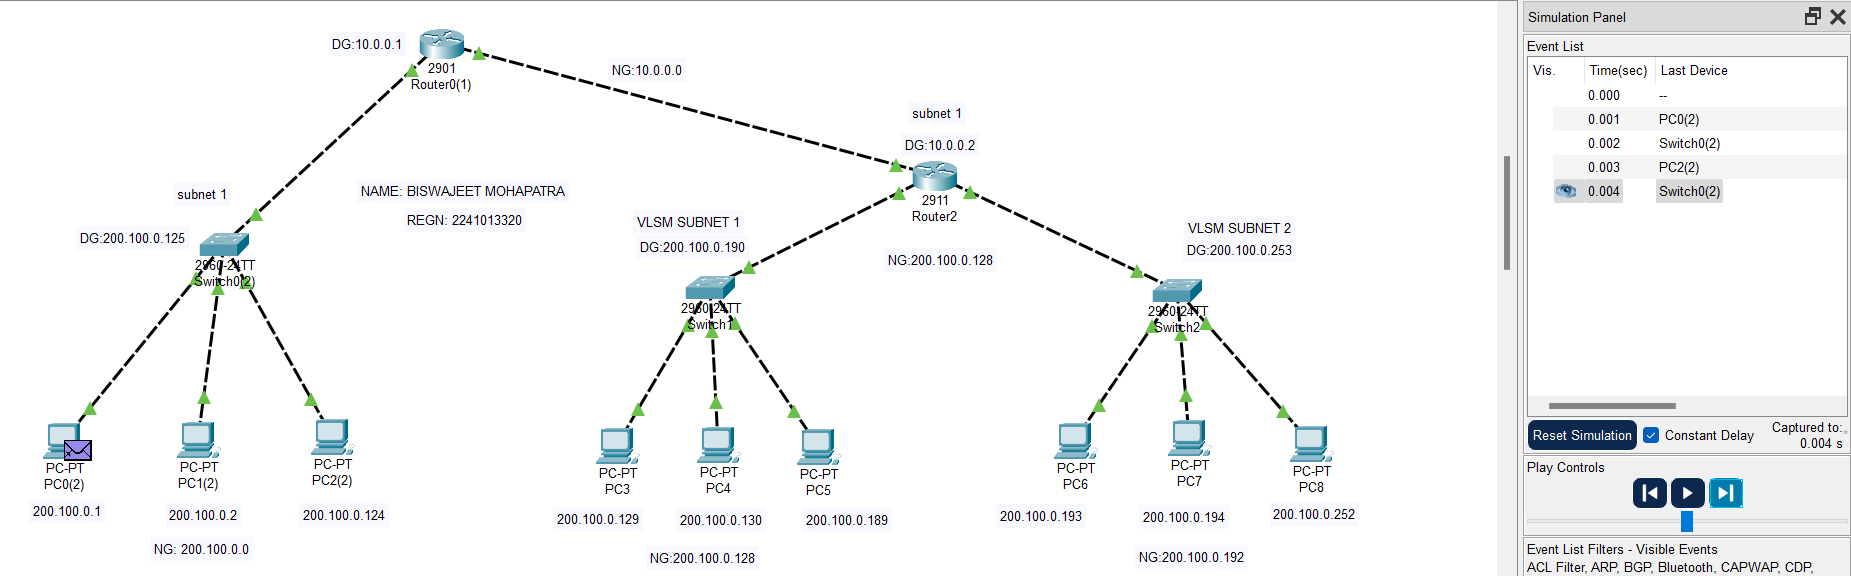 DG:10.0.0.1
2901
Router0(1)
NG:10.0.0.0
subnet 1
DG:10.0.0.2
2911
Router2
subnet 1
NAME: BISWAJEET MOHAPATRA
REGN: 2241013320
DG:200.100.0.125
2960-24TT
Switch0(2)
VLSM SUBNET 1
DG:200.100.0.190
NG:200.100.0.128
VLSM SUBNET 2
DG:200.100.0.253
2960-24TT
Switch1
2960-24TT
Switch2
PC-PT
PC0(2)
200.100.0.1
PC-PT
PC1(2)
200.100.0.2
PC-PT
PC2(2)
200.100.0.124
NG: 200.100.0.0
PC-PT
PC3
200.100.0.129
PC-PT
PC4
200.100.0.130
PC-PT
PC5
200.100.0.189
NG:200.100.0.128
PC-PT
PC6
200.100.0.193
PC-PT
PC7
200.100.0.194
PC-PT
PC8
200.100.0.252
NG:200.100.0.192
Simulation Panel
Event List
Vis. Time(sec) Last Device
0.000 --
0.001 PC0(2)
0.002 Switch0(2)
0.003 PC2(2)
0.004 Switch0(2)
Reset Simulation Constant Delay Captured to:
0.004 s
Play Controls
Event List Filters - Visible Events
ACL Filter, ARP, BGP, Bluetooth, CAPWAP, CDP,